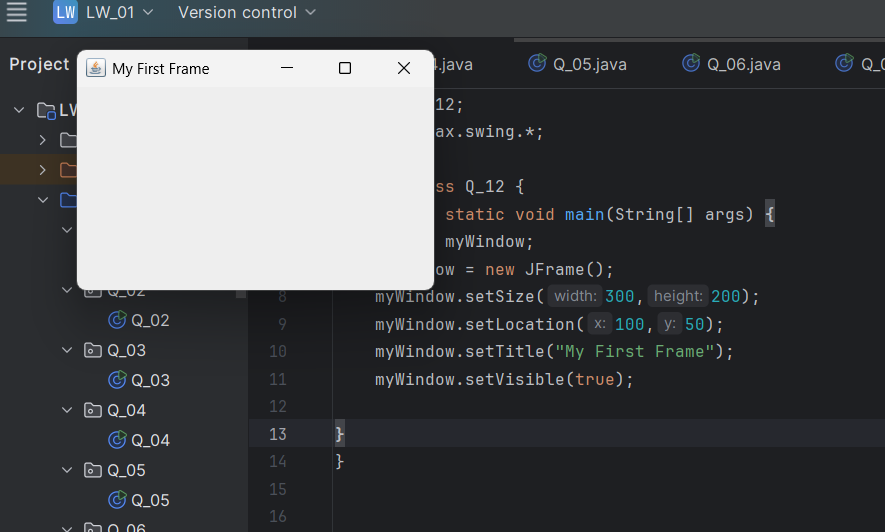 LW LW_01 Version control
Project
My First Frame
.java Q_05.java Q_06.java
12;
ax.swing.*;
ss Q_12 {
static void main(String[] args) {
myWindow;
ow = new JFrame();
8 myWindow.setSize( width: 300, height: 200);
9 myWindow.setLocation( x: 100, y: 50);
10 myWindow.setTitle("My First Frame");
11 myWindow.setVisible(true);
12
13 }
14 }
15
16
LW
Q_02
Q_02
Q_03
Q_03
Q_04
Q_04
Q_05
Q_05
Q_06